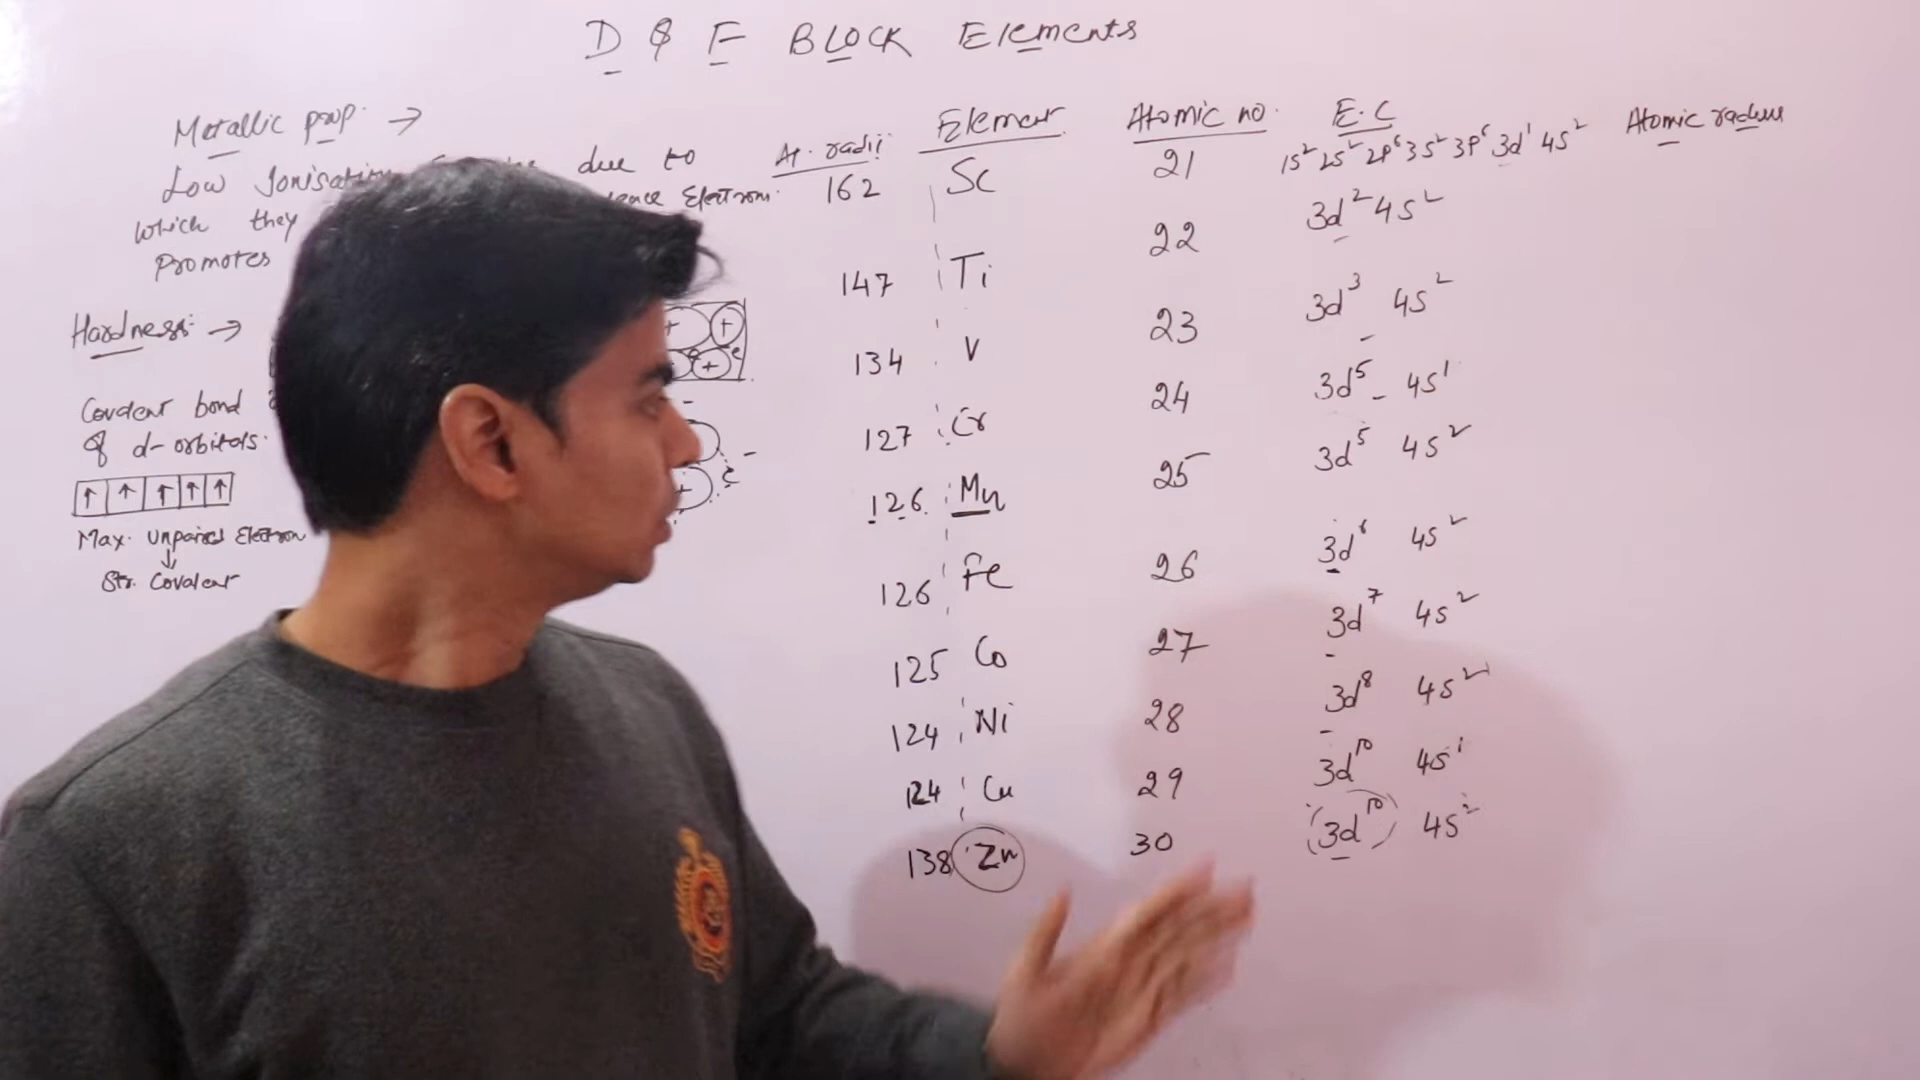 D & F BLOCK Elements
Metallic prop. →
Low Ionisation due to
Electron.
which they
Promotes
Hardness: →
Covalent bond
& d-orbitals.
↑ ↑ ↑ ↑ ↑
Max. unpaired Electron
↓
Str. Covalent
+ +
+ e
- 
- e
+
At. radii Element Atomic no. E.C Atomic radius
162 Sc 21 1s² 2s² 2p⁶ 3s² 3p⁶ 3d¹ 4s²
147 Ti 22 3d² 4s²
134 V 23 3d³ 4s²
127 Cr 24 3d⁵ 4s¹
126 Mn 25 3d⁵ 4s²
126 Fe 26 3d⁶ 4s²
125 Co 27 3d⁷ 4s²
124 Ni 28 3d⁸ 4s²
124 Cu 29 3d¹⁰ 4s¹
138 Zn 30 (3d¹⁰) 4s²